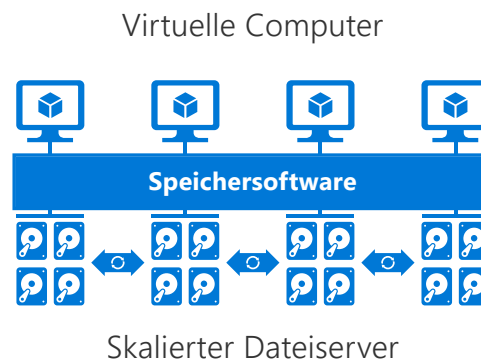 Virtuelle Computer
Speichersoftware
Skalierter Dateiserver